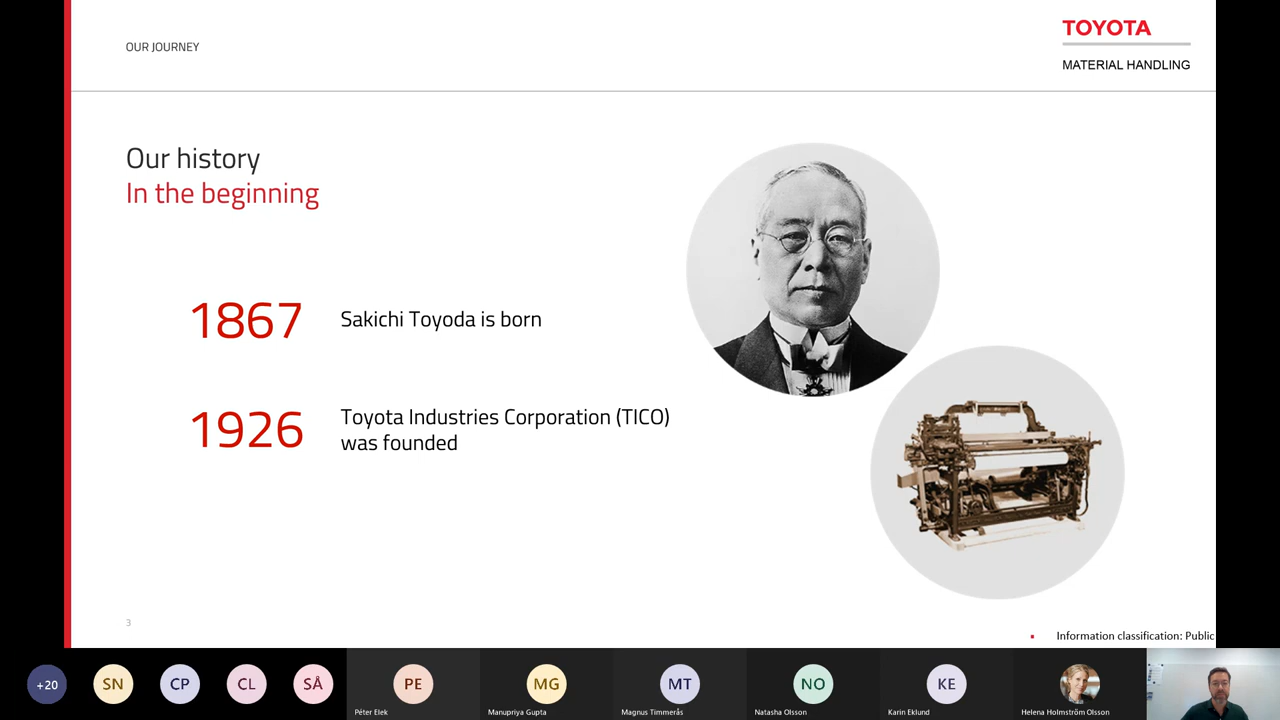 OUR JOURNEY
TOYOTA
MATERIAL HANDLING
Our history
In the beginning
1867
Sakichi Toyoda is born
1926
Toyota Industries Corporation (TICO)
was founded
3
Information classification: Public
+20
SN
CP
CL
SÅ
PE
MG
MT
NO
KE
Péter Elek
Manupriya Gupta
Magnus Timmerås
Natasha Olsson
Karin Eklund
Helena Holmström Olsson